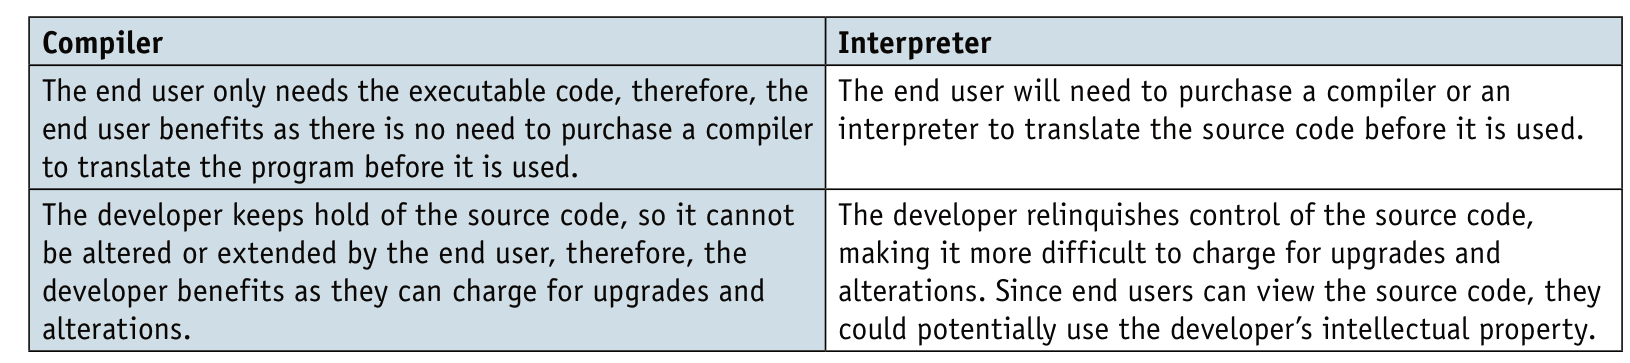 Compiler
Interpreter
The end user only needs the executable code, therefore, the
end user benefits as there is no need to purchase a compiler
to translate the program before it is used.
The end user will need to purchase a compiler or an
interpreter to translate the source code before it is used.
The developer keeps hold of the source code, so it cannot
be altered or extended by the end user, therefore, the
developer benefits as they can charge for upgrades and
alterations.
The developer relinquishes control of the source code,
making it more difficult to charge for upgrades and
alterations. Since end users can view the source code, they
could potentially use the developer’s intellectual property.